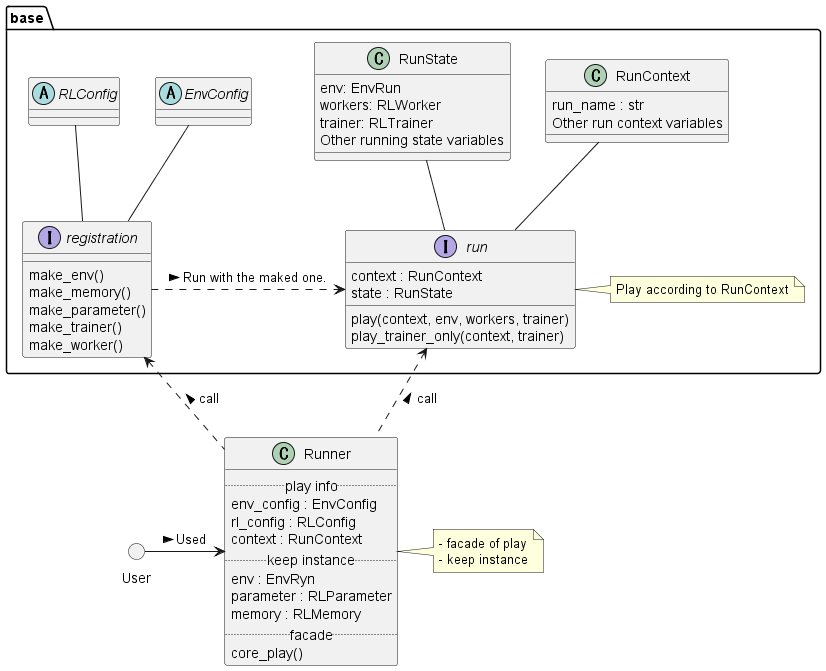 base
C RunState
env: EnvRun
workers: RLWorker
trainer: RLTrainer
Other running state variables
C RunContext
run_name : str
Other run context variables
A RLConfig
A EnvConfig
I registration
make_env()
make_memory()
make_parameter()
make_trainer()
make_worker()
Run with the maked one.
I run
context : RunContext
state : RunState
play(context, env, workers, trainer)
play_trainer_only(context, trainer)
Play according to RunContext
call
call
C Runner
play info
env_config : EnvConfig
rl_config : RLConfig
context : RunContext
keep instance
env : EnvRyn
parameter : RLParameter
memory : RLMemory
facade
core_play()
Used
User
- facade of play
- keep instance